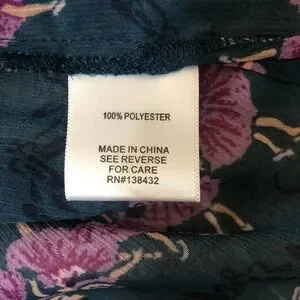 100% POLYESTER
MADE IN CHINA
SEE REVERSE
FOR CARE
RN#138432